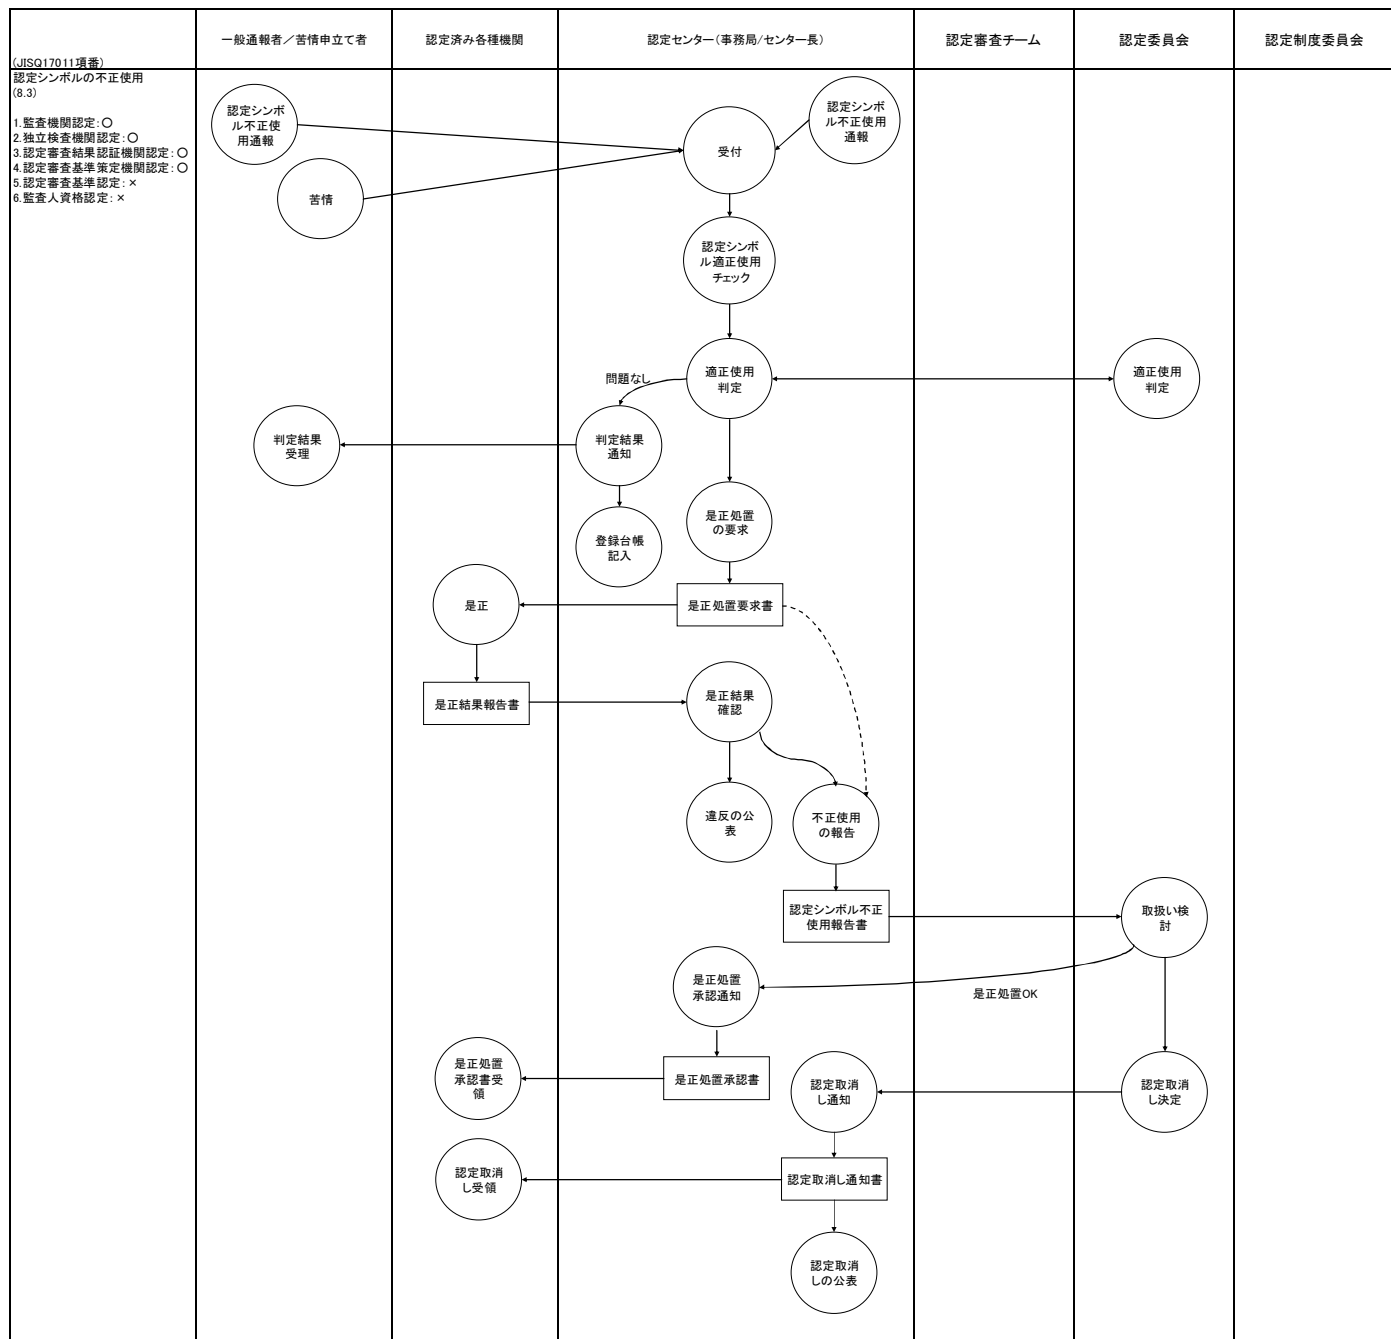 (JISQ17011項番)
一般通報者／苦情申立て者
認定済み各種機関
認定センター(事務局/センター長)
認定審査チーム
認定委員会
認定制度委員会
認定シンボルの不正使用
(8.3)
1.監査機関認定:〇
2.独立検査機関認定:〇
3.認定審査結果認証機関認定:〇
4.認定審査基準策定機関認定:〇
5.認定審査基準認定:×
6.監査人資格認定:×
認定シンボ
ル不正使
用通報
受付
認定シンボ
ル不正使用
通報
苦情
認定シンボ
ル適正使用
チェック
問題なし
適正使用
判定
適正使用
判定
判定結果
受理
判定結果
通知
是正処置
の要求
登録台帳
記入
是正
是正処置要求書
是正結果報告書
是正結果
確認
違反の公
表
不正使用
の報告
認定シンボル不正
使用報告書
取扱い検
討
是正処置
承認通知
是正処置OK
是正処置
承認書受
領
是正処置承認書
認定取消
し通知
認定取消
し決定
認定取消
し受領
認定取消し通知書
認定取消
しの公表